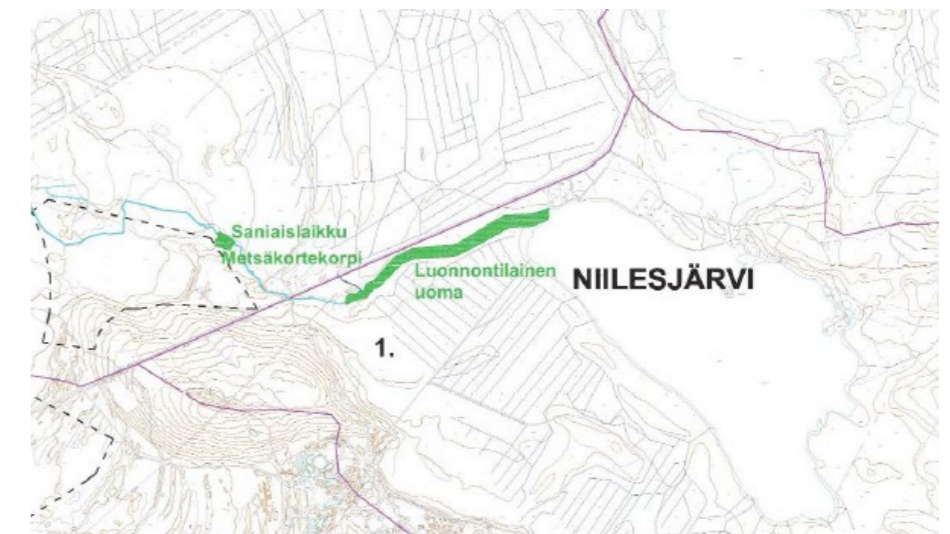 Saniaislaikku
Metsäkortekorpi
Luonnontilainen
uoma
NIILESJÄRVI
1.